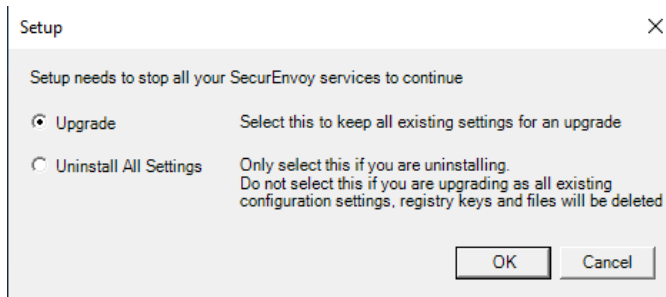 Setup
Setup needs to stop all your SecurEnvoy services to continue
Upgrade Select this to keep all existing settings for an upgrade
Uninstall All Settings Only select this if you are uninstalling.
Do not select this if you are upgrading as all existing
configuration settings, registry keys and files will be deleted
OK Cancel